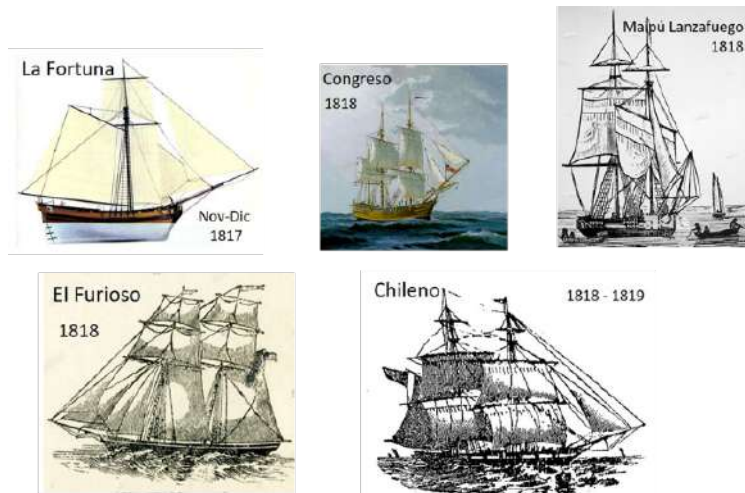 La Fortuna
Nov-Dic
1817
Congreso
1818
Maipú Lanzafuego
1818
El Furioso
1818
Chileno
1818 - 1819